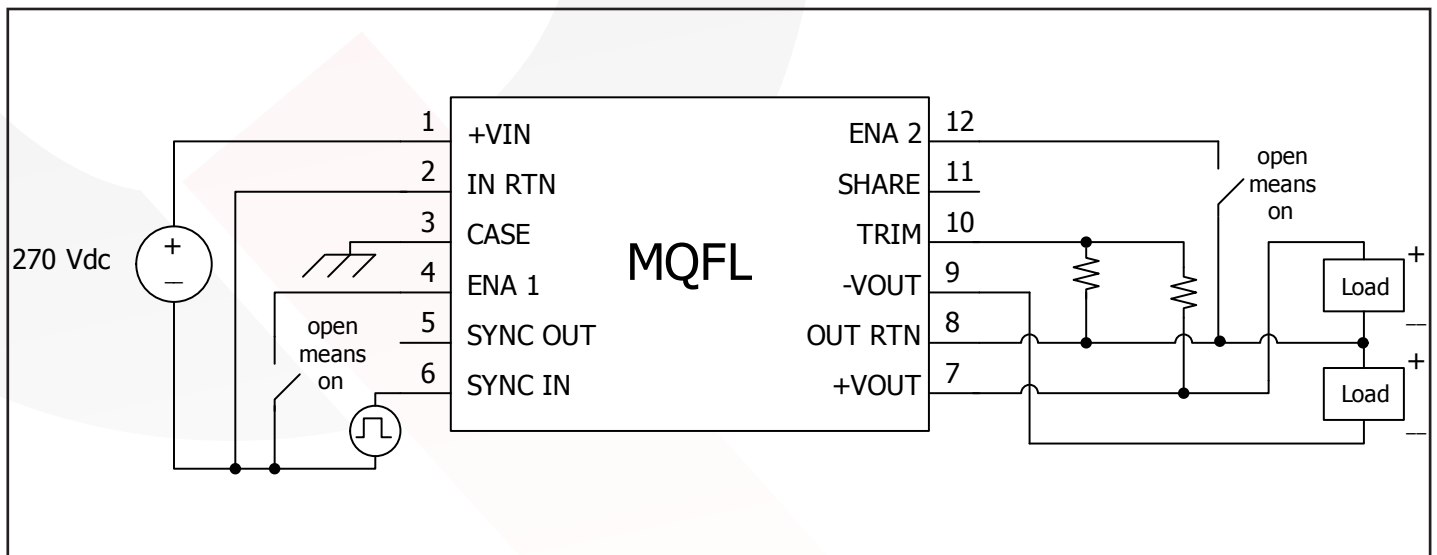 1
+VIN
2
IN RTN
3
CASE
4
ENA 1
5
SYNC OUT
6
SYNC IN
270 Vdc
+
—
open
means
on
MQFL
ENA 2
12
SHARE
11
TRIM
10
-VOUT
9
OUT RTN
8
+VOUT
7
open
means
on
+
Load
—
+
Load
—